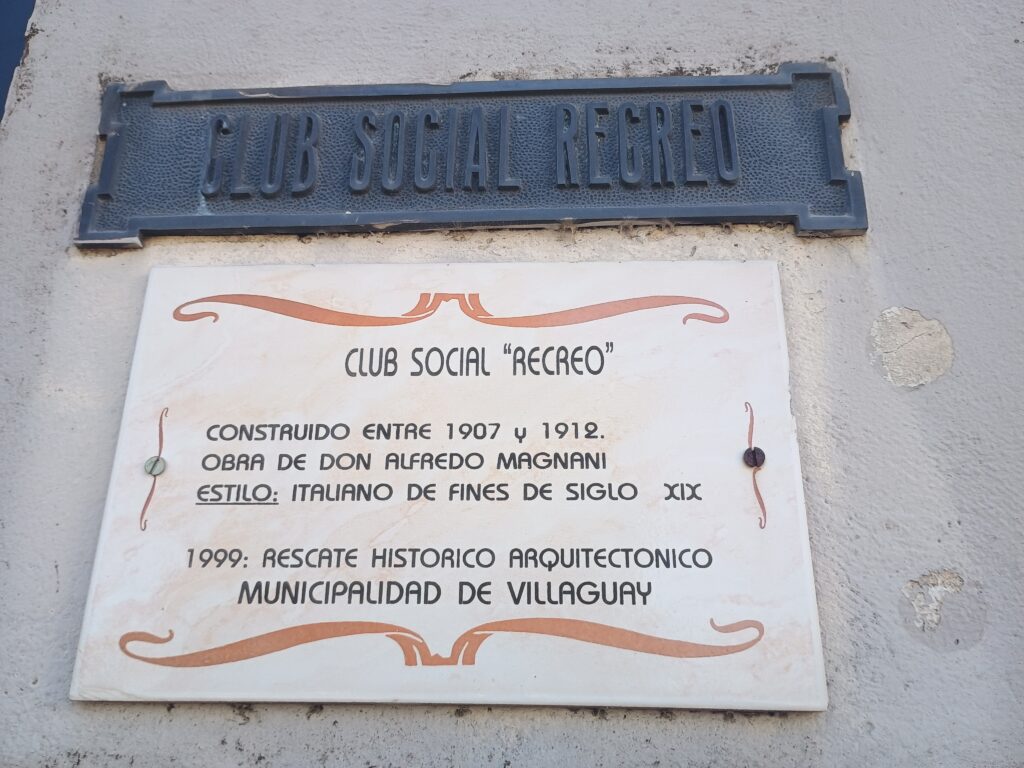 CLUB SOCIAL RECREO
CLUB SOCIAL "RECREO"
CONSTRUIDO ENTRE 1907 y 1912.
OBRA DE DON ALFREDO MAGNANI
ESTILO: ITALIANO DE FINES DE SIGLO XIX
1999: RESCATE HISTORICO ARQUITECTONICO
MUNICIPALIDAD DE VILLAGUAY